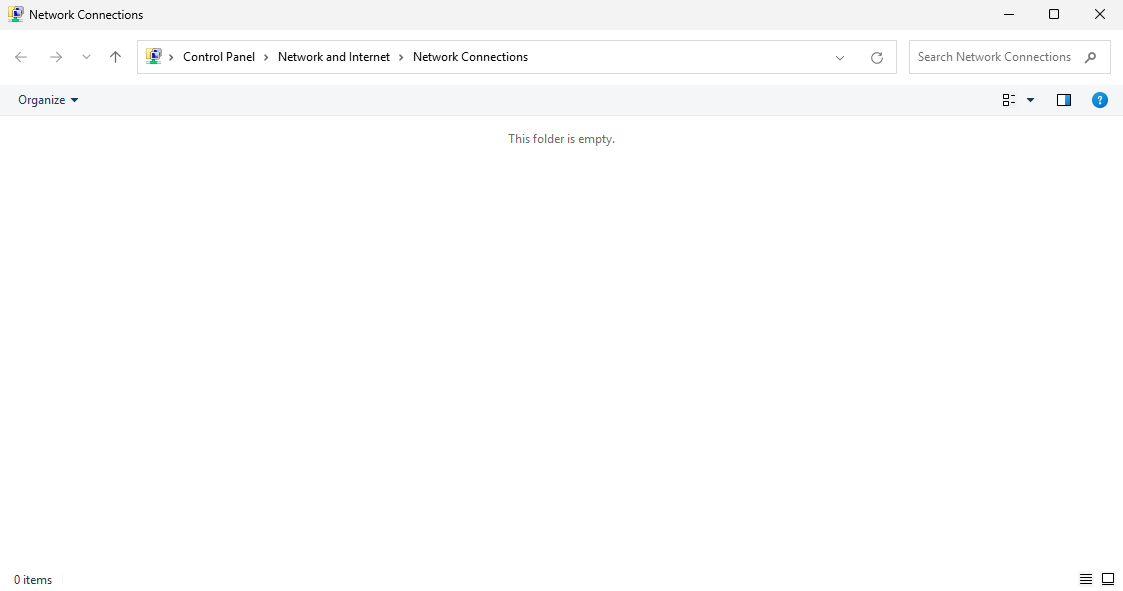 Network Connections
Control Panel > Network and Internet > Network Connections
Search Network Connections
Organize
?
This folder is empty.
0 items